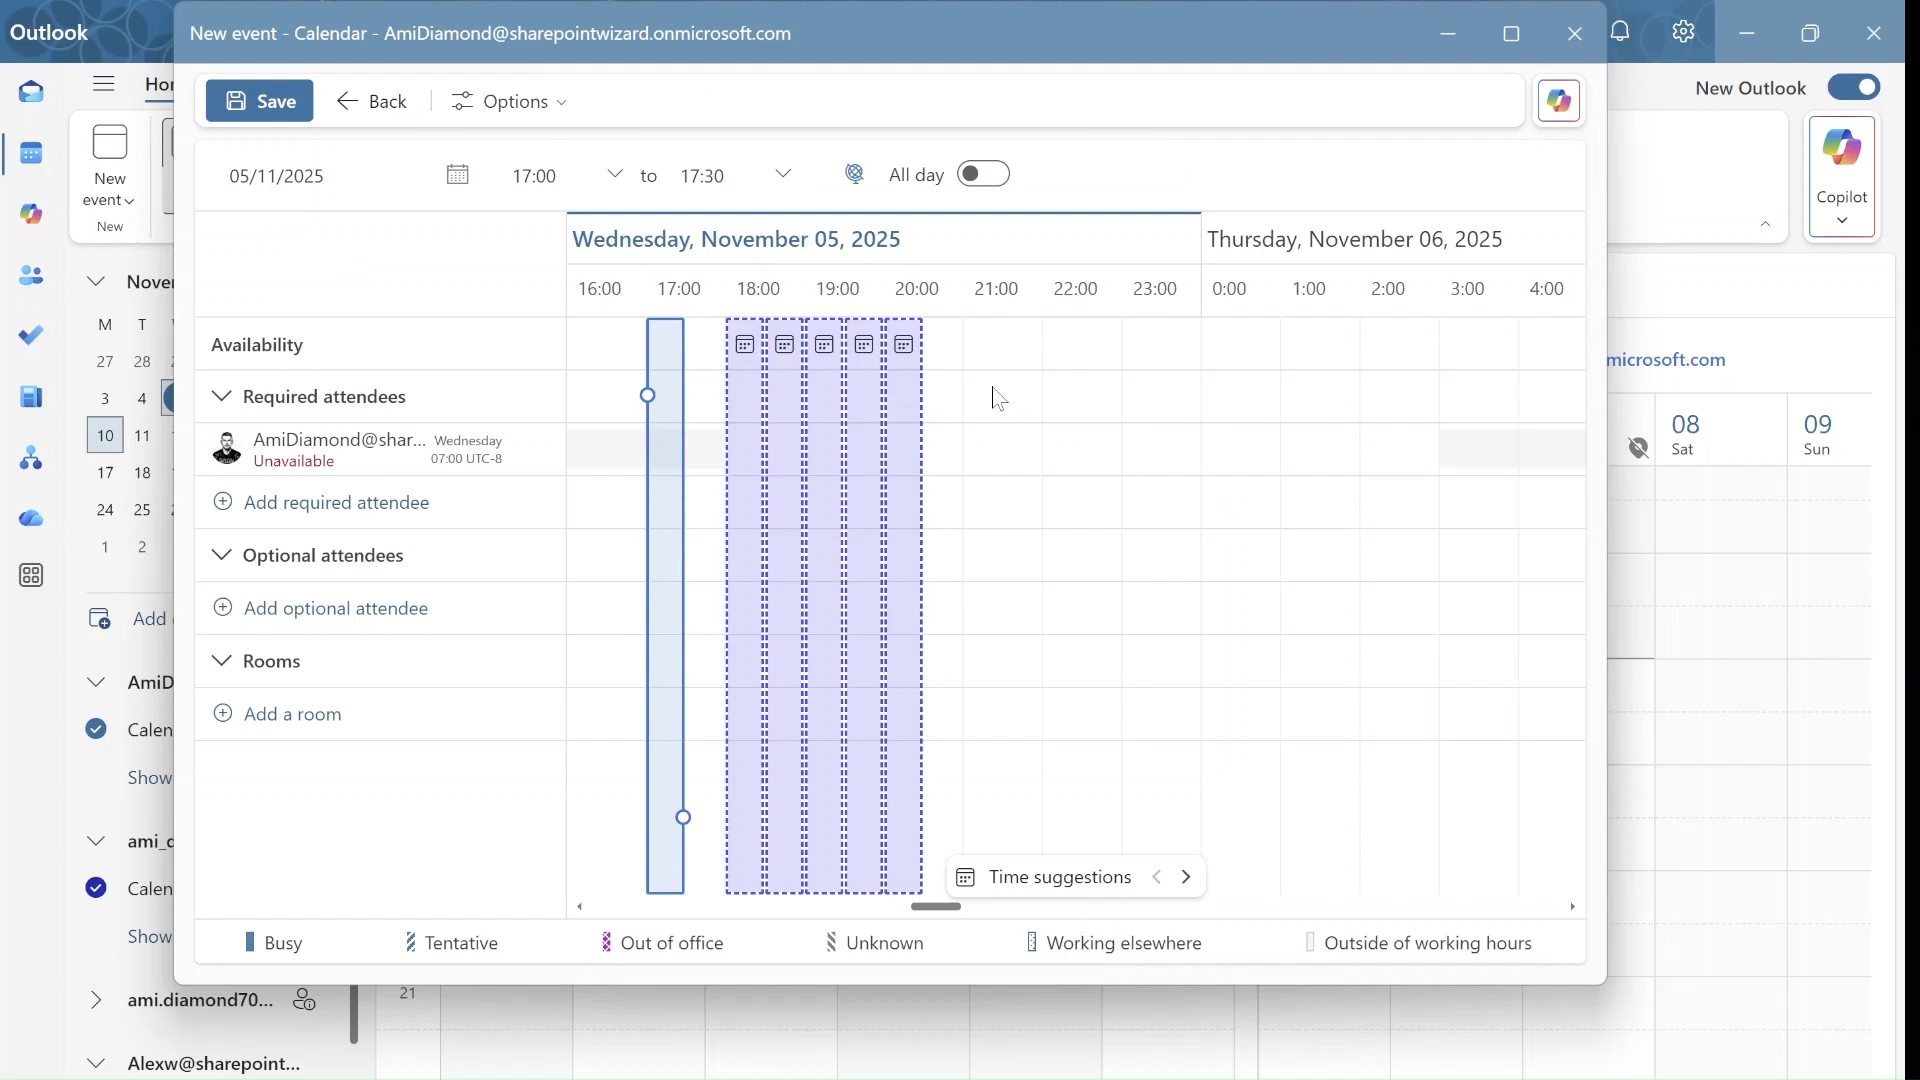 Outlook
New event - Calendar - AmiDiamond@sharepointwizard.onmicrosoft.com
Save
Back
Options
New Outlook
New
event
New
Copilot
05/11/2025
17:00
to
17:30
All day
Wednesday, November 05, 2025
Thursday, November 06, 2025
16:00 17:00 18:00 19:00 20:00 21:00 22:00 23:00 0:00 1:00 2:00 3:00 4:00
M T
27 28
3 4
10 11
17 18
24 25
1 2
Availability
Required attendees
AmiDiamond@shar...
Unavailable
Wednesday
07:00 UTC-8
Add required attendee
Optional attendees
Add optional attendee
Rooms
Add a room
Time suggestions
Busy
Tentative
Out of office
Unknown
Working elsewhere
Outside of working hours
Add
Show
Show
ami.diamond70...
Alexw@sharepoint...
21
microsoft.com
08
Sat
09
Sun